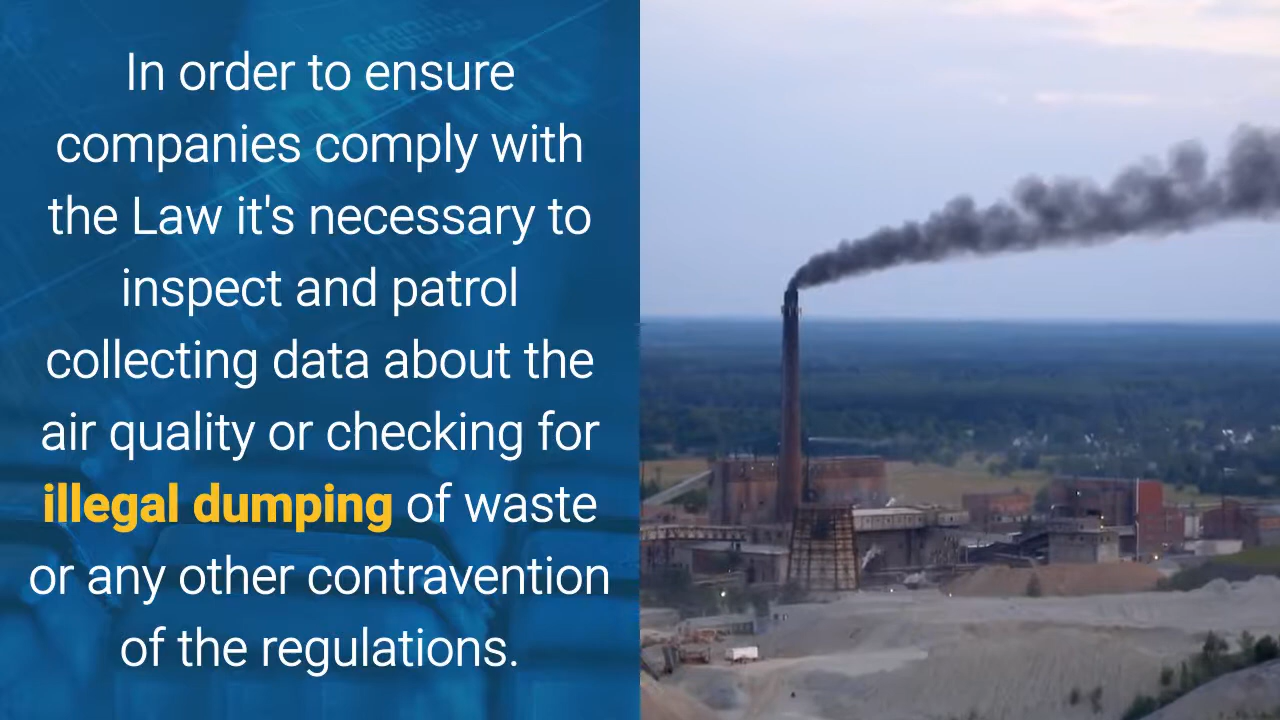 In order to ensure
companies comply with
the Law it's necessary to
inspect and patrol
collecting data about the
air quality or checking for
illegal dumping of waste
or any other contravention
of the regulations.